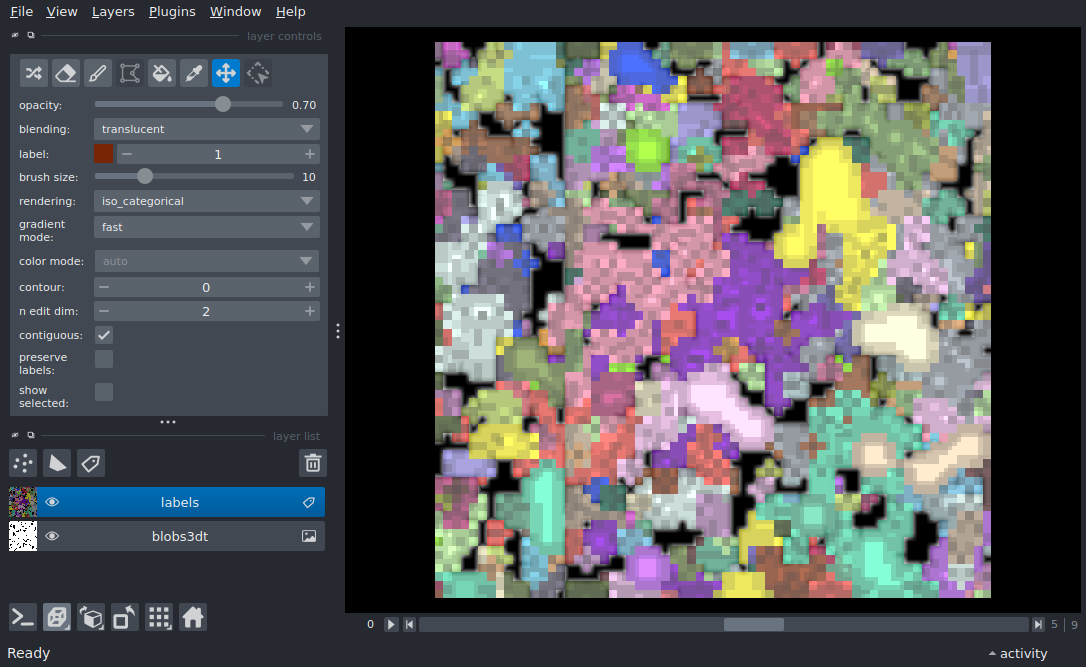 File View Layers Plugins Window Help
layer controls
opacity: 0.70
blending: translucent
label: 1
brush size: 10
rendering: iso_categorical
gradient
mode: fast
color mode: auto
contour: 0
n edit dim: 2
contiguous:
preserve
labels:
show
selected:
layer list
labels
blobs3dt
0 5 9
Ready activity